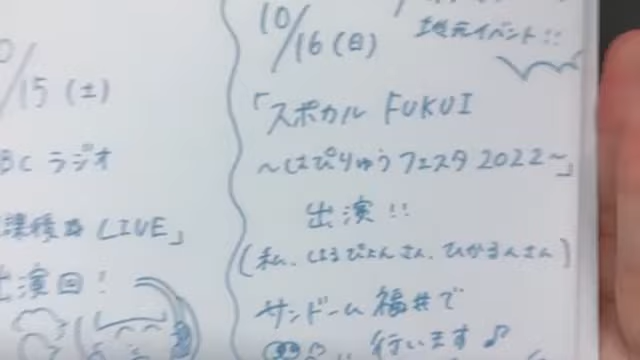 15(土)
BC ラジオ
LIVE」
出演回!
10/16(日)
地元イベント!!
「スポカル FUKUI
~はぴりゅうフェスタ2022~」
出演!!
(私、はるぴょんさん、ひかるんさん)
サンドーム福井で
行います♪